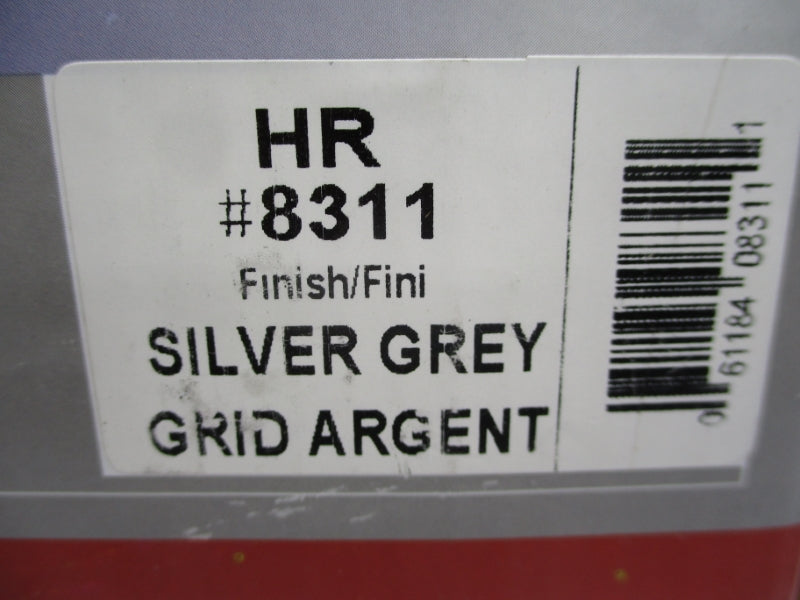 HR
#8311
Finish/Fini
SILVER GREY
GRID ARGENT
0 61184 08311 1